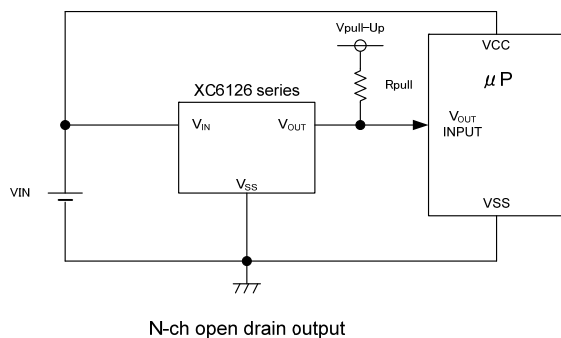 Vpull-Up
VCC
μP
XC6126 series
Rpull
VIN
VOUT
VOUT
INPUT
VIN
VSS
VSS
N-ch open drain output